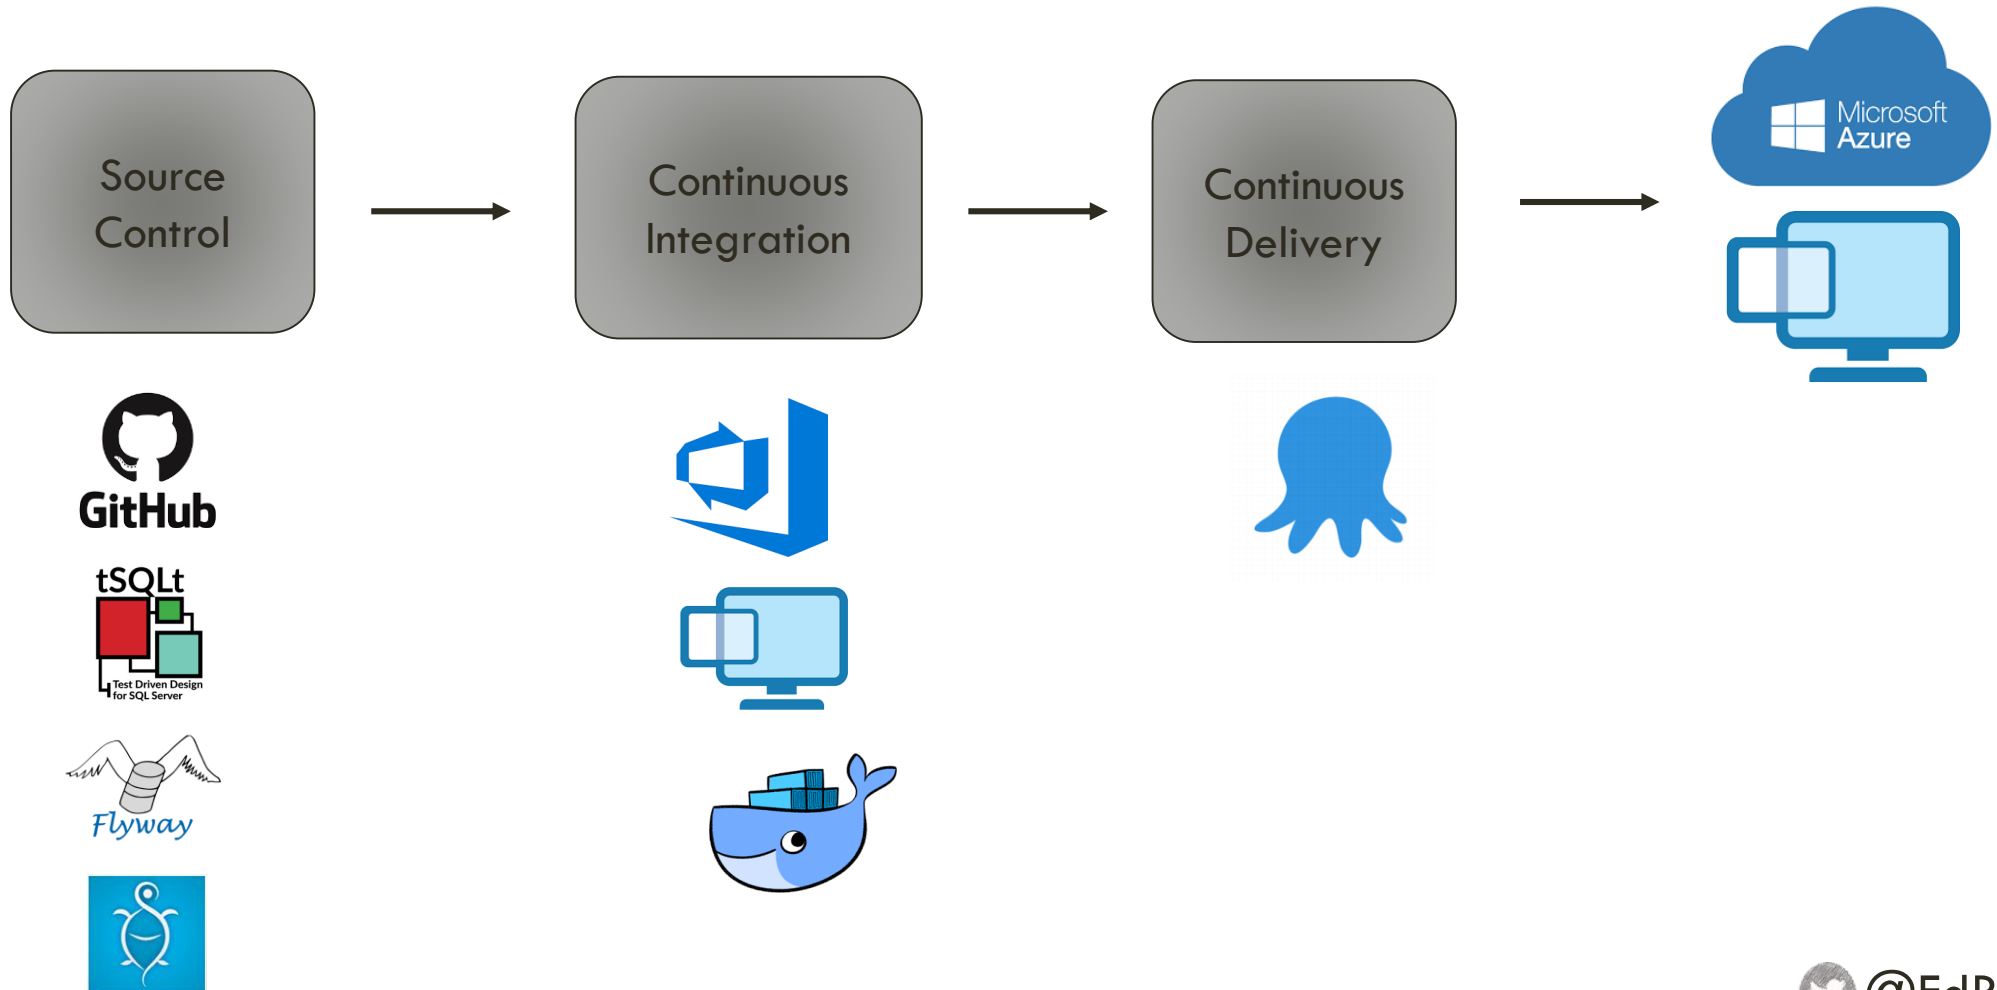 Source
Control
Continuous
Integration
Continuous
Delivery
Microsoft
Azure
GitHub
tSQLt
Test Driven Design
for SQL Server
Flyway